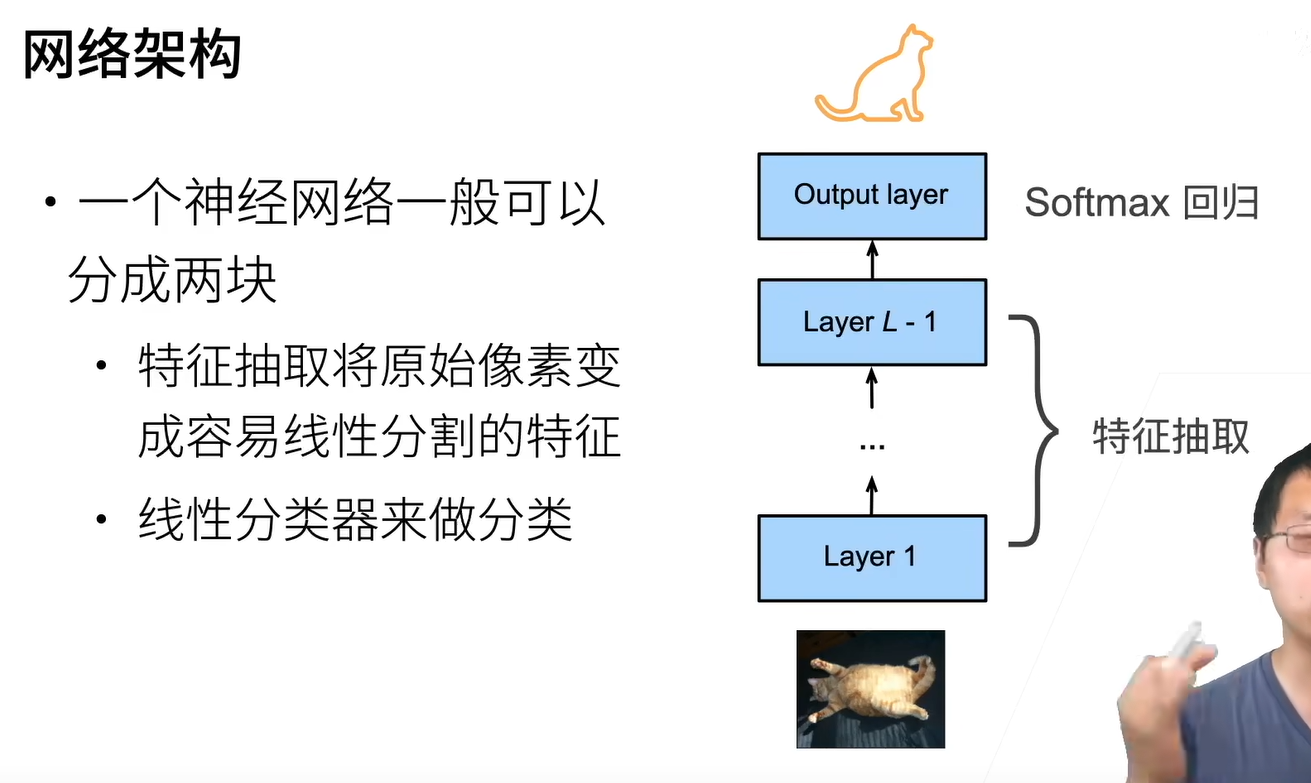 网络架构
• 一个神经网络一般可以
分成两块
• 特征抽取将原始像素变
成容易线性分割的特征
• 线性分类器来做分类
Output layer
Softmax 回归
Layer L - 1
...
特征抽取
Layer 1